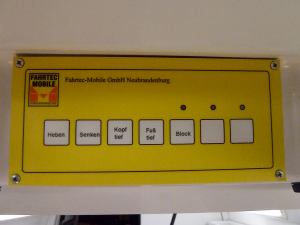 FAHRTEC
MOBILE
Fahrtec-Mobile GmbH Neubrandenburg
Heben
Senken
Kopf
tief
Fuß
tief
Block